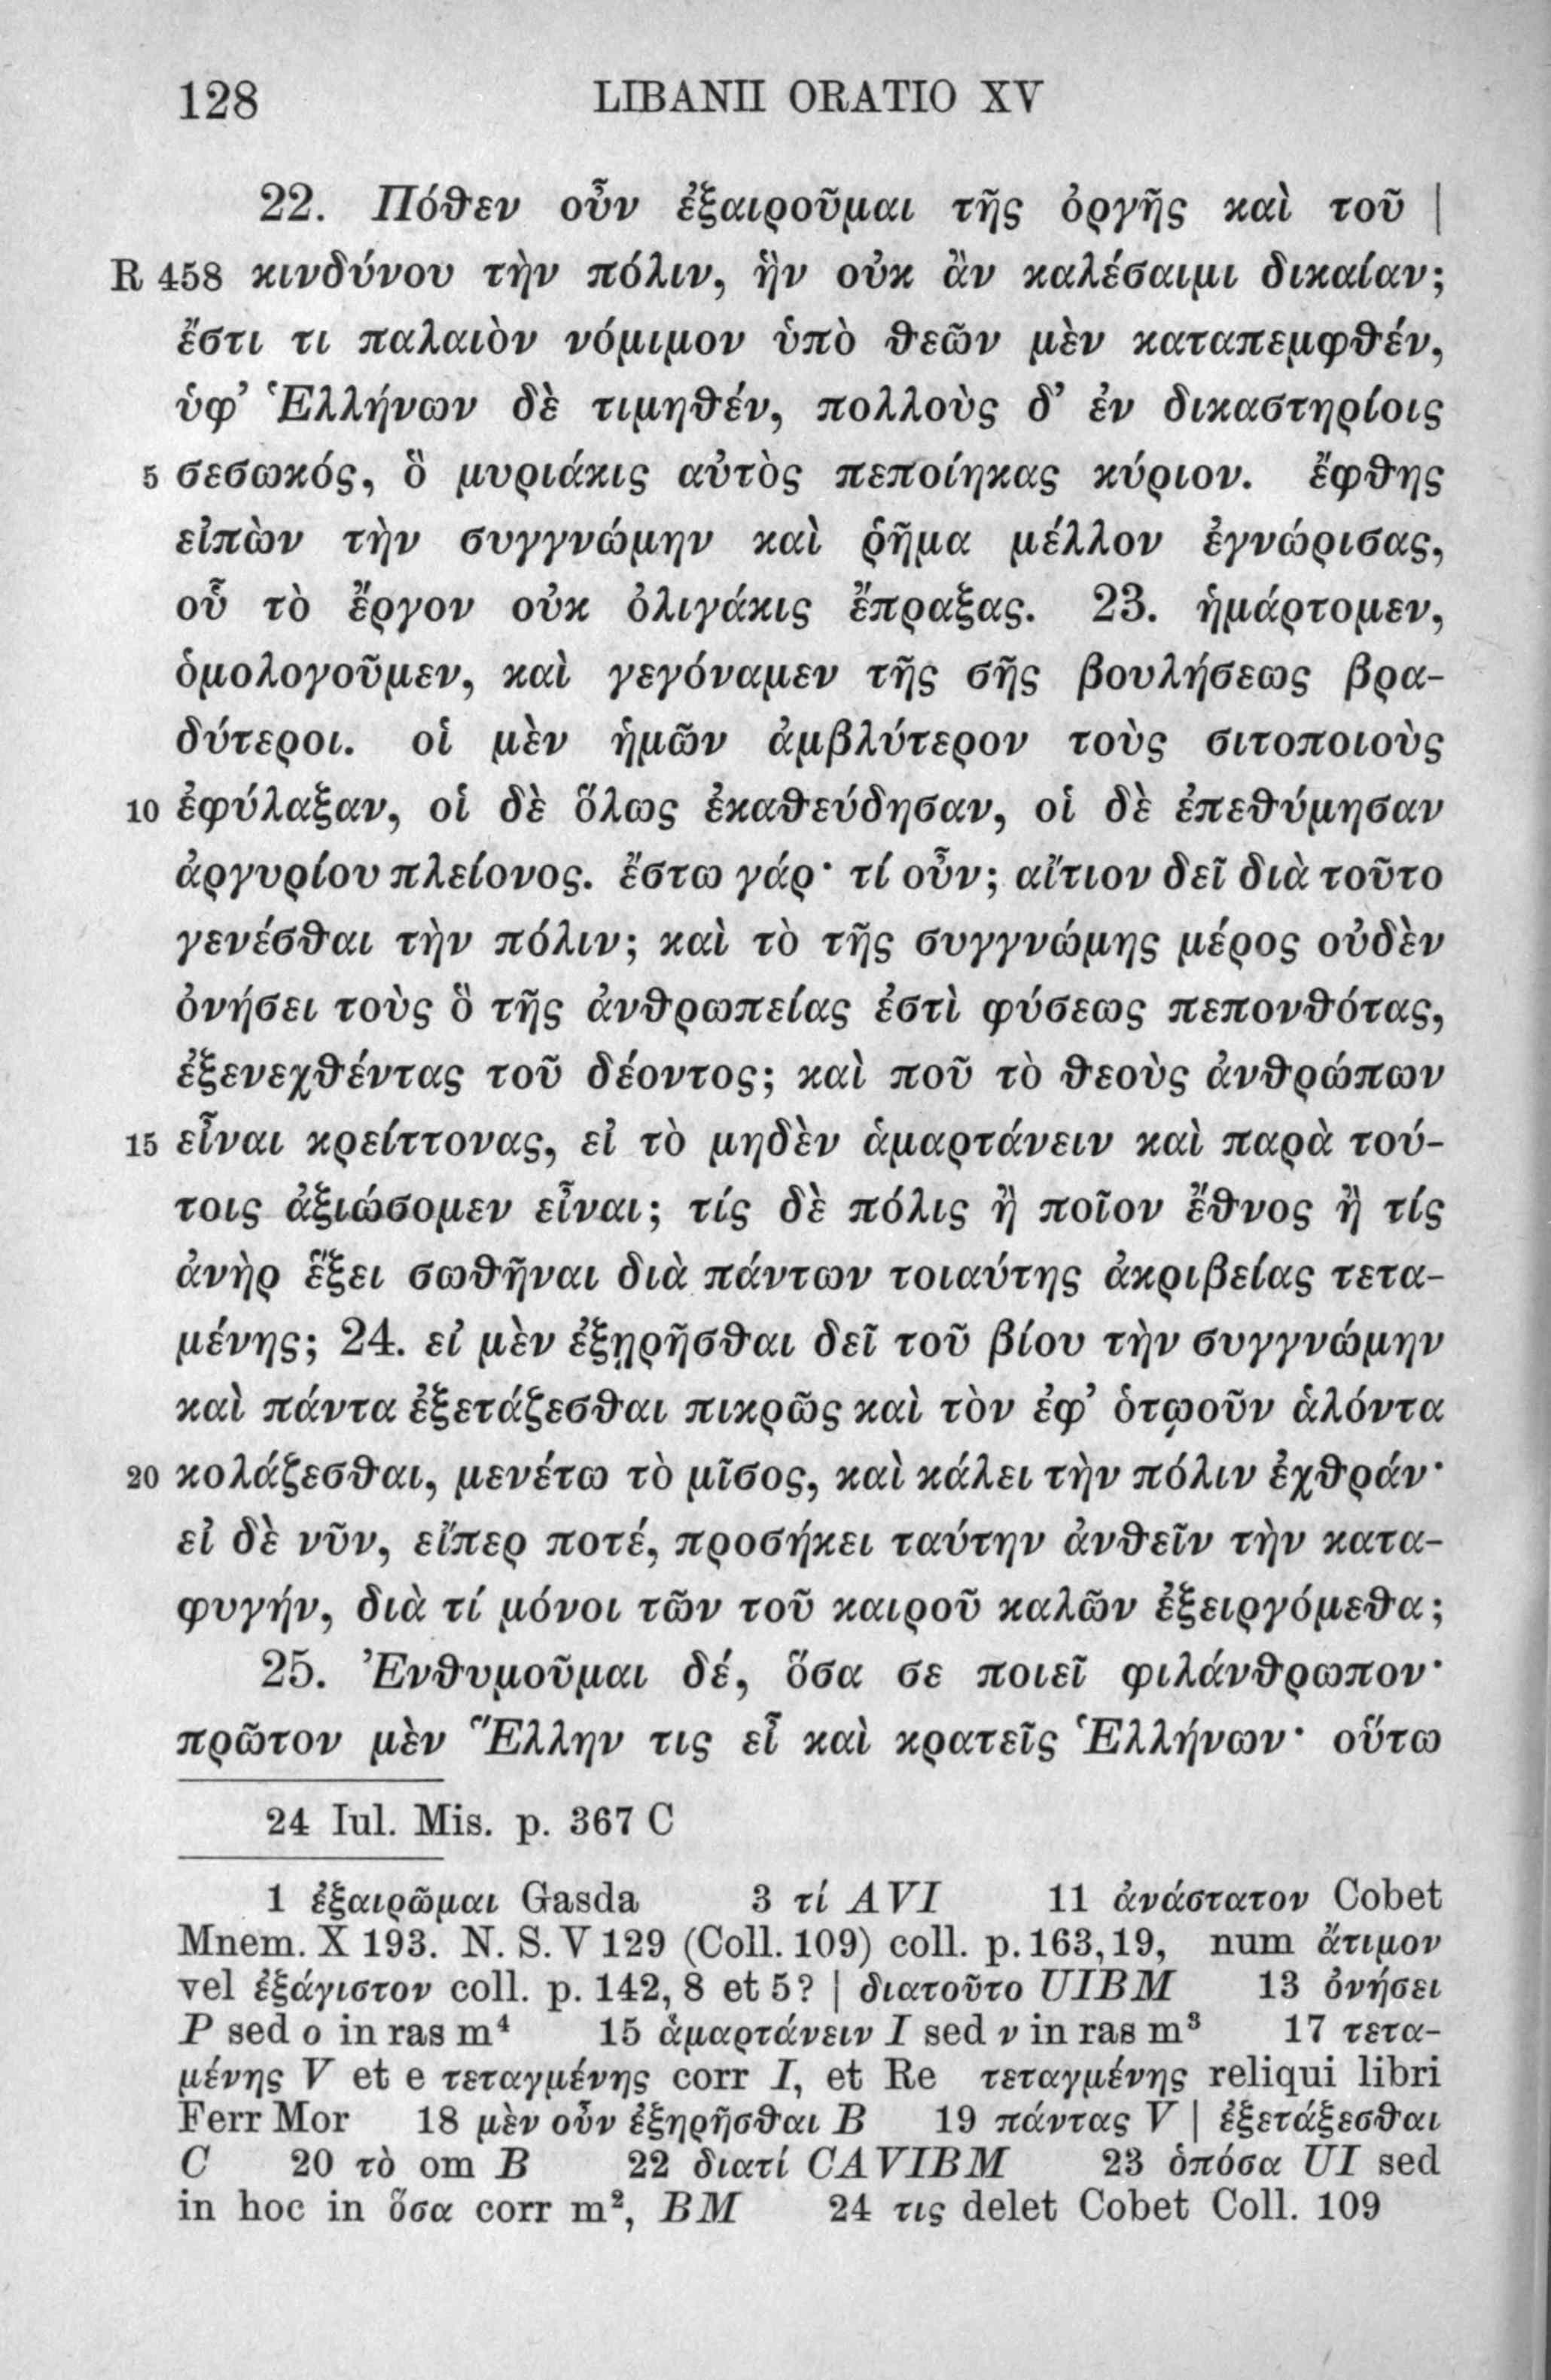 128 LIBANII ORATIO XV
22. Πόθεν οὖν ἐξαιροῦμαι τῆς ὀργῆς καὶ τοῦ |
R 458 κινδύνου τὴν πόλιν, ἣν οὐκ ἂν καλέσαιμι δικαίαν;
ἔστι τι παλαιὸν νόμιμον ὑπὸ θεῶν μὲν καταπεμφθέν,
ὑφ’ Ἑλλήνων δὲ τιμηθέν, πολλοὺς δ’ ἐν δικαστηρίοις
5 σεσωκός, ὃ μυριάκις αὐτὸς πεποίηκας κύριον. ἔφθης
εἰπὼν τὴν συγγνώμην καὶ ῥῆμα μέλλον ἐγνώρισας,
οὗ τὸ ἔργον οὐκ ὀλιγάκις ἔπραξας. 23. ἡμάρτομεν,
ὁμολογοῦμεν, καὶ γεγόναμεν τῆς σῆς βουλήσεως βρα-
δύτεροι. οἱ μὲν ἡμῶν ἀμβλύτερον τοὺς σιτοποιοὺς
10 ἐφύλαξαν, οἱ δὲ ὅλως ἐκαθεύδησαν, οἱ δὲ ἐπεθύμησαν
ἀργυρίου πλείονος. ἔστω γάρ· τί οὖν; αἴτιον δεῖ διὰ τοῦτο
γενέσθαι τὴν πόλιν; καὶ τὸ τῆς συγγνώμης μέρος οὐδὲν
ὀνήσει τοὺς ὃ τῆς ἀνθρωπείας ἐστὶ φύσεως πεπονθότας,
ἐξενεχθέντας τοῦ δέοντος; καὶ ποῦ τὸ θεοὺς ἀνθρώπων
15 εἶναι κρείττονας, εἰ τὸ μηδὲν ἁμαρτάνειν καὶ παρὰ τού-
τοις ἀξιώσομεν εἶναι; τίς δὲ πόλις ἢ ποῖον ἔθνος ἢ τίς
ἀνὴρ ἕξει σωθῆναι διὰ πάντων τοιαύτης ἀκριβείας τετα-
μένης; 24. εἰ μὲν ἐξῃρῆσθαι δεῖ τοῦ βίου τὴν συγγνώμην
καὶ πάντα ἐξετάζεσθαι πικρῶς καὶ τὸν ἐφ’ ὁτῳοῦν ἁλόντα
20 κολάζεσθαι, μενέτω τὸ μῖσος, καὶ κάλει τὴν πόλιν ἐχθράν·
εἰ δὲ νῦν, εἴπερ ποτέ, προσήκει ταύτην ἀνθεῖν τὴν κατα-
φυγήν, διὰ τί μόνοι τῶν τοῦ καιροῦ καλῶν ἐξειργόμεθα;
25. Ἐνθυμοῦμαι δέ, ὅσα σε ποιεῖ φιλάνθρωπον·
πρῶτον μὲν Ἕλλην τις εἶ καὶ κρατεῖς Ἑλλήνων· οὕτω
24 Iul. Mis. p. 367 C
1 ἐξαιρῶμαι Gasda 3 τί AVI 11 ἀνάστατον Cobet
Mnem. X 193. N. S. V 129 (Coll. 109) coll. p. 163,19, num ἄτιμον
vel ἐξάγιστον coll. p. 142, 8 et 5? | διατοῦτο UIBM 13 ὀνήσει
P sed ο in ras m⁴ 15 ἁμαρτάνειν I sed ν in ras m³ 17 τετα-
μένης V et e τεταγμένης corr I, et Re τεταγμένης reliqui libri
Ferr Mor 18 μὲν οὖν ἐξηρῆσθαι B 19 πάντας V | ἐξετάξεσθαι
C 20 τὸ om B 22 διατί CAVIBM 23 ὁπόσα UI sed
in hoc in ὅσα corr m², BM 24 τις delet Cobet Coll. 109